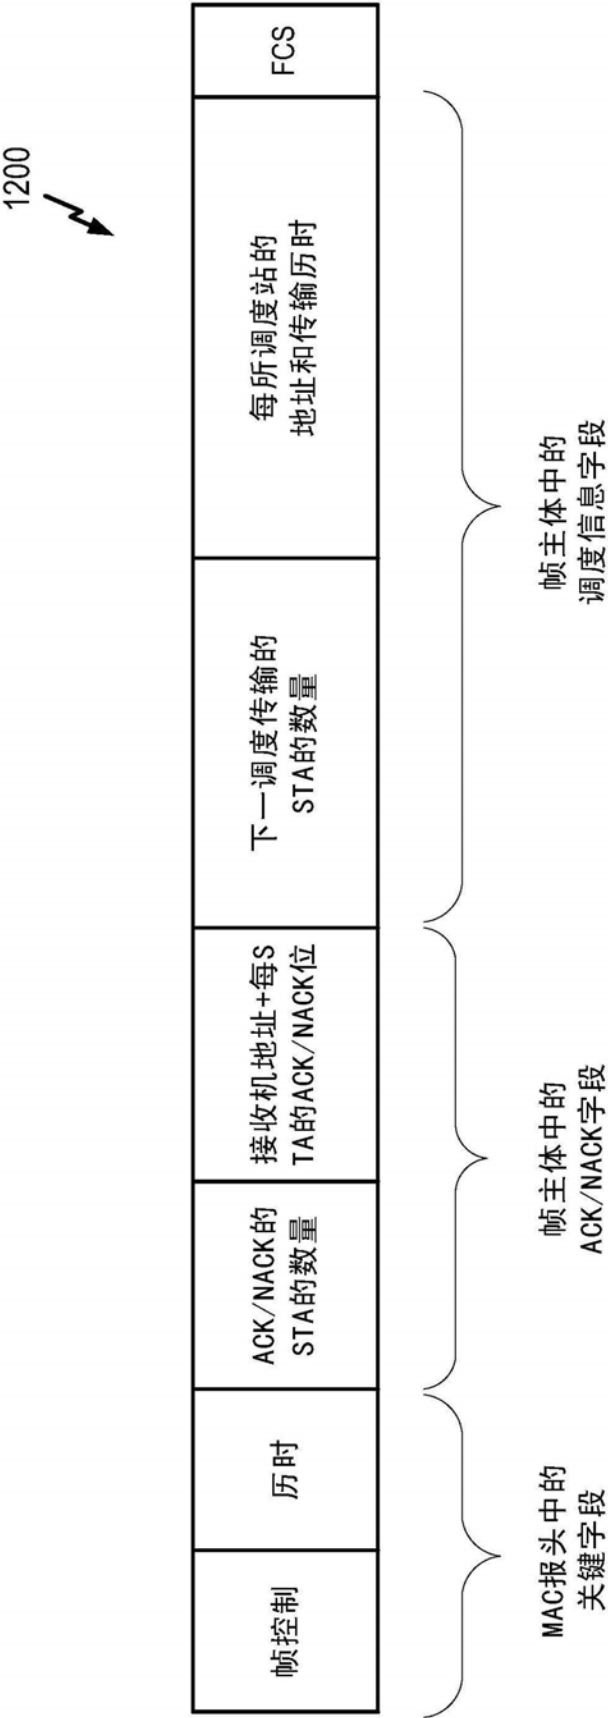 1200
帧控制
历时
ACK/NACK的
STA的数量
接收机地址+每S
TA的ACK/NACK位
下一调度传输的
STA的数量
每所调度站的
地址和传输历时
FCS
MAC报头中的
关键字段
帧主体中的
ACK/NACK字段
帧主体中的
调度信息字段